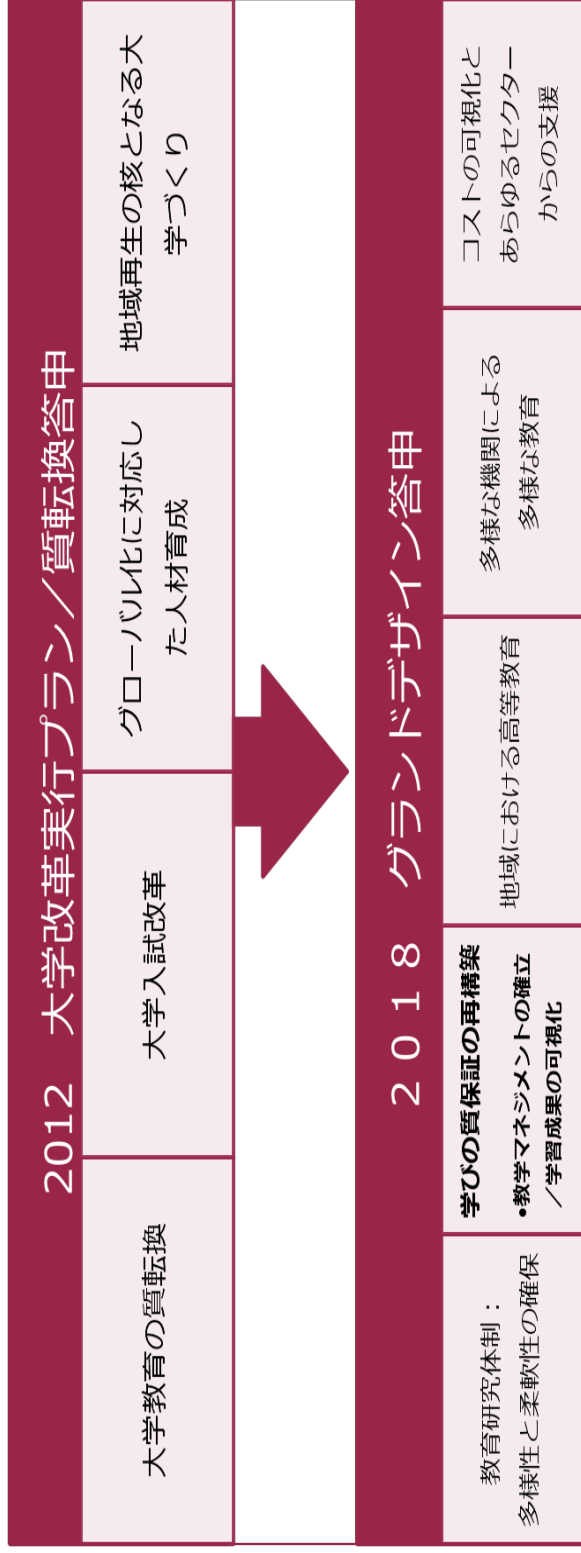 2012　大学改革実行プラン／質転換答申
大学教育の質転換
大学入試改革
グローバル化に対応し
た人材育成
地域再生の核となる大
学づくり
２０１８　グランドデザイン答申
教育研究体制：
多様性と柔軟性の確保
学びの質保証の再構築
•教学マネジメントの確立
／学習成果の可視化
地域における高等教育
多様な機関による
多様な教育
コストの可視化と
あらゆるセクター
からの支援